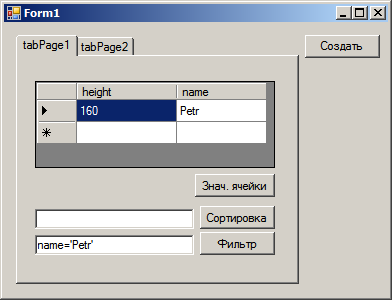 Form1
tabPage1 tabPage2 Создать
height name
160 Petr
Знач. ячейки
Сортировка
name='Petr' Фильтр